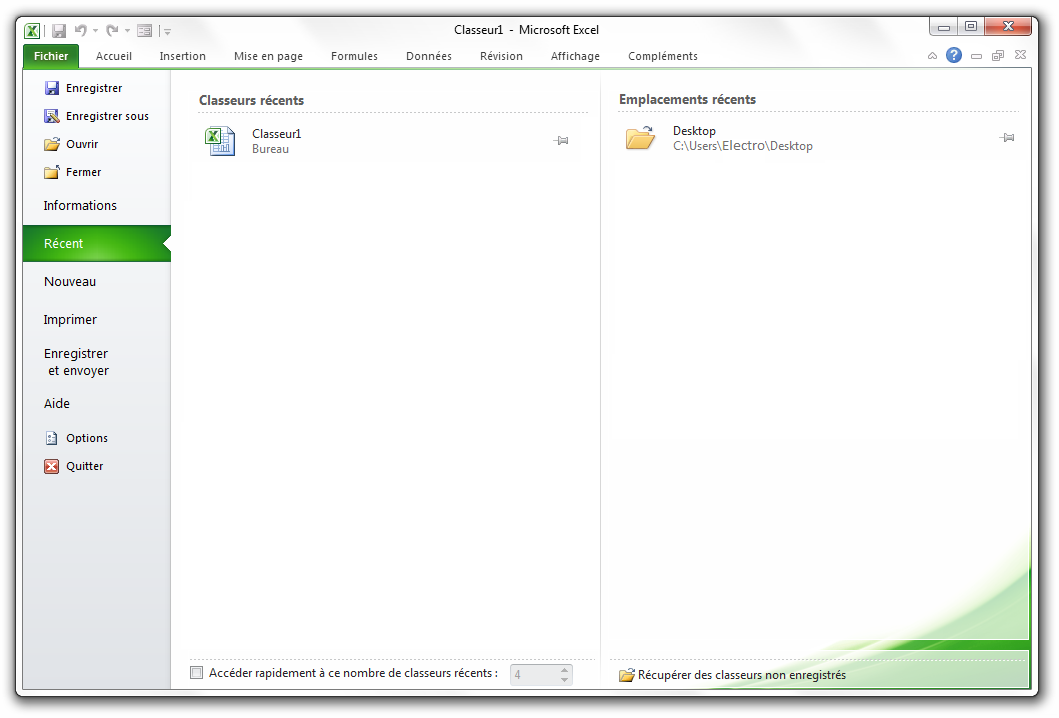 Classeur1 - Microsoft Excel
Fichier Accueil Insertion Mise en page Formules Données Révision Affichage Compléments
Enregistrer
Enregistrer sous
Ouvrir
Fermer
Informations
Récent
Nouveau
Imprimer
Enregistrer
et envoyer
Aide
Options
Quitter
Classeurs récents
Classeur1
Bureau
Accéder rapidement à ce nombre de classeurs récents : 4
Emplacements récents
Desktop
C:\Users\Electro\Desktop
Récupérer des classeurs non enregistrés